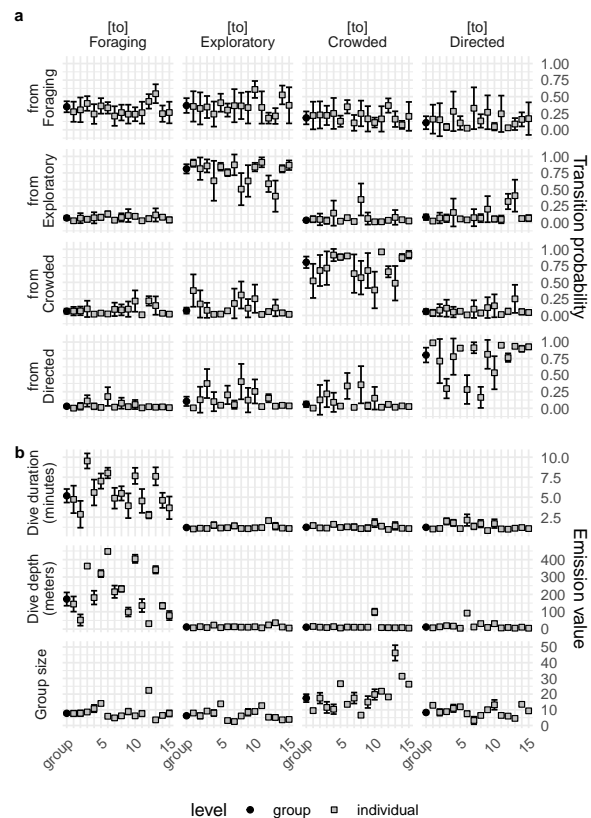 a
[to] Foraging
[to] Exploratory
[to] Crowded
[to] Directed
from Foraging
1.00
0.75
0.50
0.25
0.00
from Exploratory
1.00
0.75
0.50
0.25
0.00
from Crowded
1.00
0.75
0.50
0.25
0.00
from Directed
1.00
0.75
0.50
0.25
0.00
Transition probability
b
Dive duration (minutes)
10.0
7.5
5.0
2.5
Dive depth (meters)
400
300
200
100
0
Group size
50
40
30
20
10
0
Emission value
group 5 10 15 group 5 10 15 group 5 10 15 group 5 10 15
level group individual